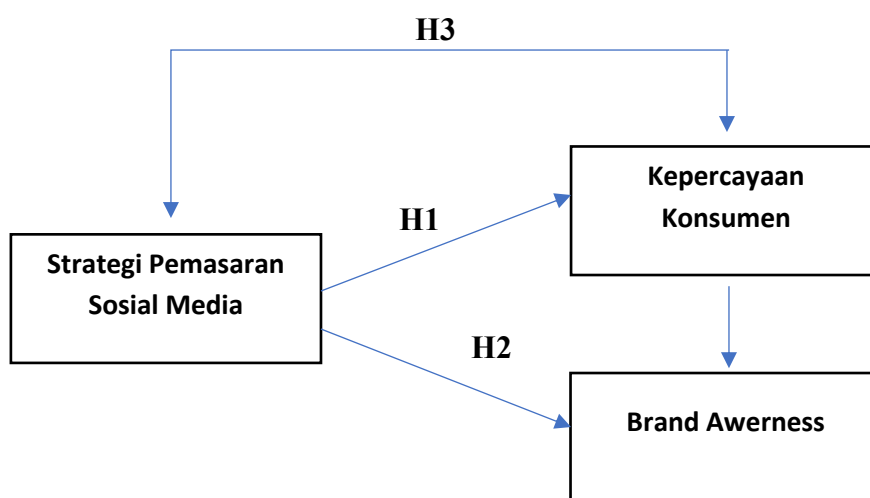 H3
Kepercayaan
Konsumen
H1
Strategi Pemasaran
Sosial Media
H2
Brand Awerness